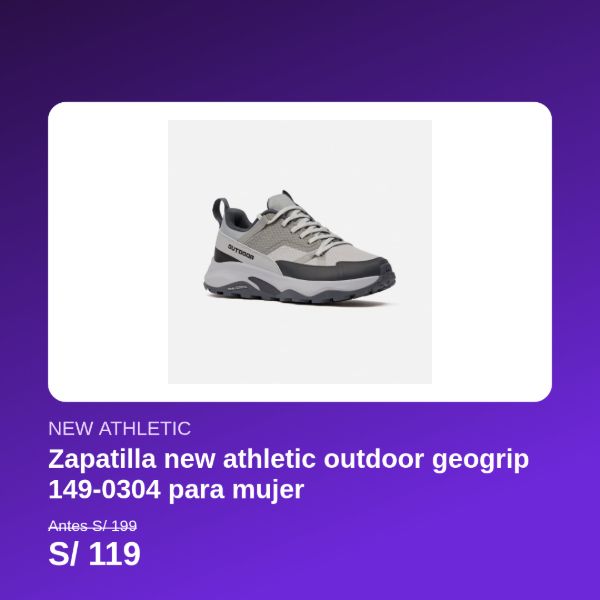 OUTDOOR
NEW ATHLETIC
Zapatilla new athletic outdoor geogrip
149-0304 para mujer
Antes S/ 199
S/ 119